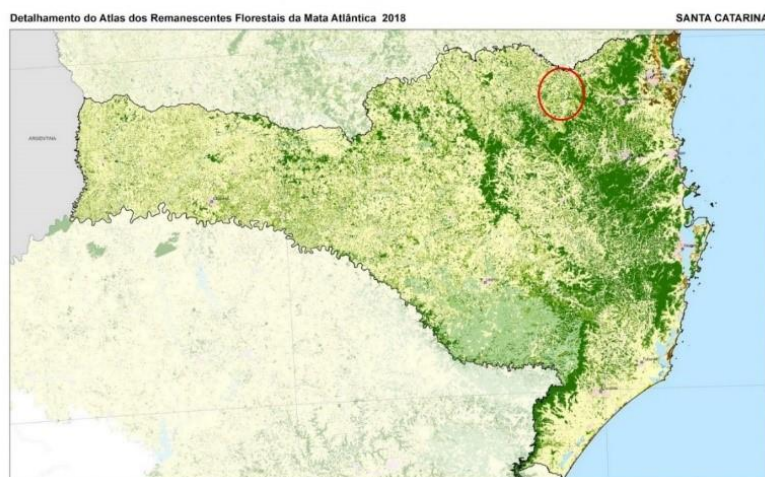 Detalhamento do Atlas dos Remanescentes Florestais da Mata Atlântica 2018
SANTA CATARINA
ARGENTINA